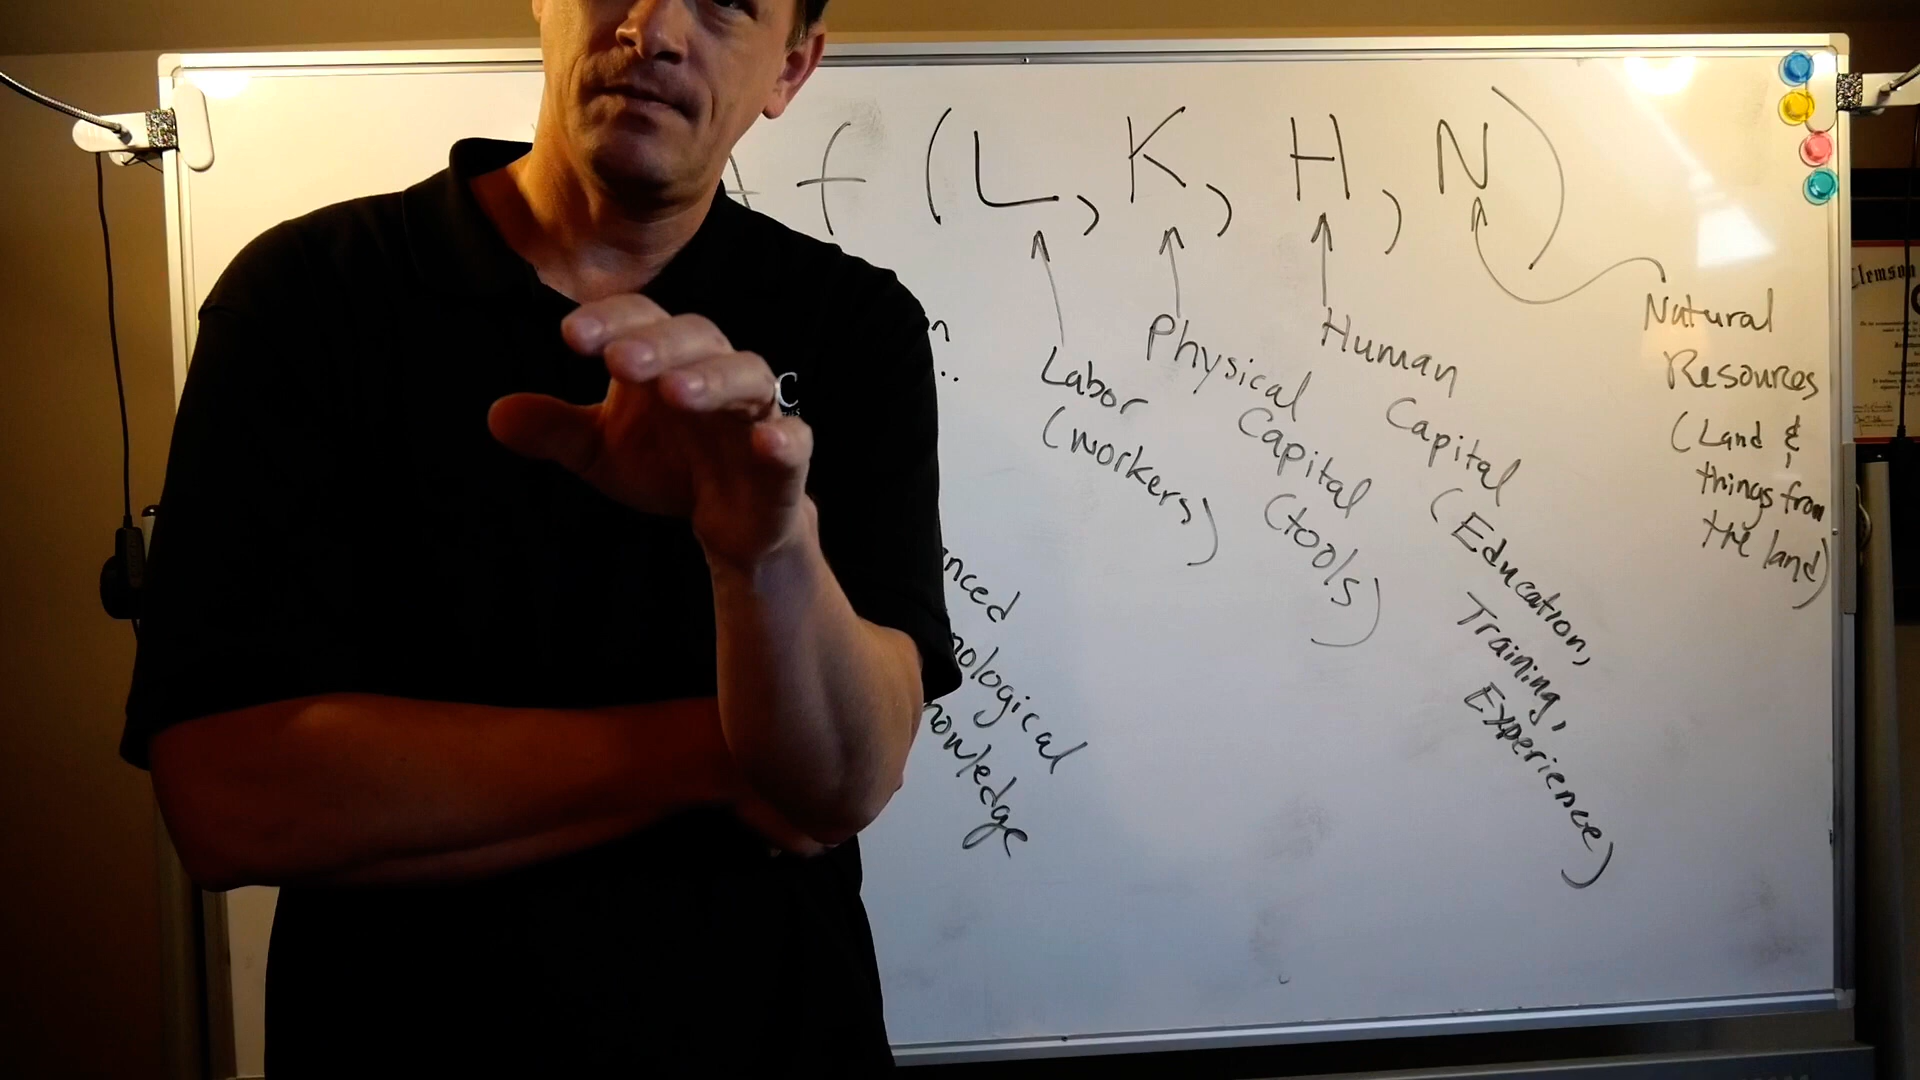 f (L, K, H, N)
Labor
(workers)
Physical
Capital
(tools)
Human
Capital
(Education,
Training,
Experience)
Natural
Resources
(Land &
things from
the land)
nced
nological
nowledge
Clemson
C